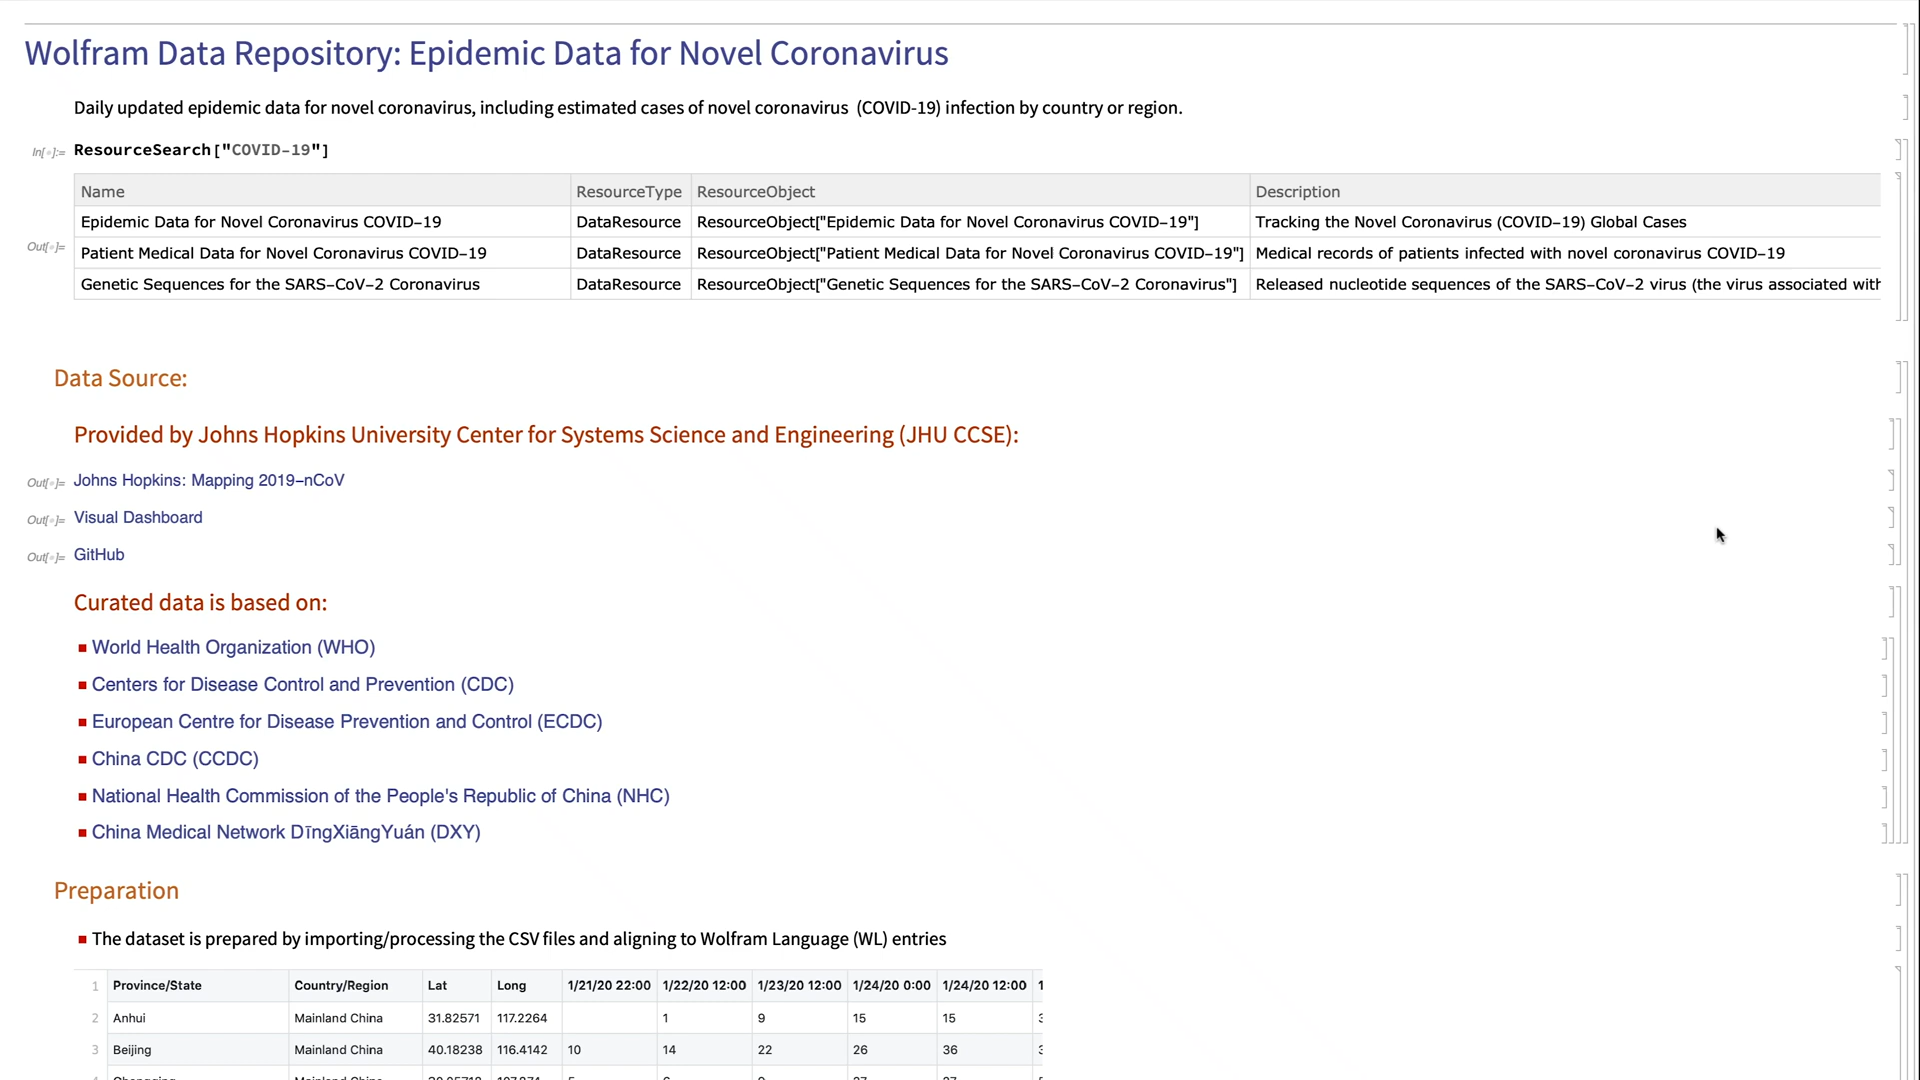 Wolfram Data Repository: Epidemic Data for Novel Coronavirus
Daily updated epidemic data for novel coronavirus, including estimated cases of novel coronavirus (COVID-19) infection by country or region.
In[∘]:= ResourceSearch["COVID–19"]
Name ResourceType ResourceObject Description
Epidemic Data for Novel Coronavirus COVID–19 DataResource ResourceObject["Epidemic Data for Novel Coronavirus COVID–19"] Tracking the Novel Coronavirus (COVID–19) Global Cases
Out[∘]=
Patient Medical Data for Novel Coronavirus COVID–19 DataResource ResourceObject["Patient Medical Data for Novel Coronavirus COVID–19"] Medical records of patients infected with novel coronavirus COVID–19
Genetic Sequences for the SARS–CoV–2 Coronavirus DataResource ResourceObject["Genetic Sequences for the SARS–CoV–2 Coronavirus"] Released nucleotide sequences of the SARS–CoV–2 virus (the virus associated with
Data Source:
Provided by Johns Hopkins University Center for Systems Science and Engineering (JHU CCSE):
Out[∘]= Johns Hopkins: Mapping 2019–nCoV
Out[∘]= Visual Dashboard
Out[∘]= GitHub
Curated data is based on:
World Health Organization (WHO)
Centers for Disease Control and Prevention (CDC)
European Centre for Disease Prevention and Control (ECDC)
China CDC (CCDC)
National Health Commission of the People's Republic of China (NHC)
China Medical Network DīngXiāngYuán (DXY)
Preparation
The dataset is prepared by importing/processing the CSV files and aligning to Wolfram Language (WL) entries
1 Province/State Country/Region Lat Long 1/21/20 22:00 1/22/20 12:00 1/23/20 12:00 1/24/20 0:00 1/24/20 12:00 1
2 Anhui Mainland China 31.82571 117.2264 1 9 15 15
3 Beijing Mainland China 40.18238 116.4142 10 14 22 26 36